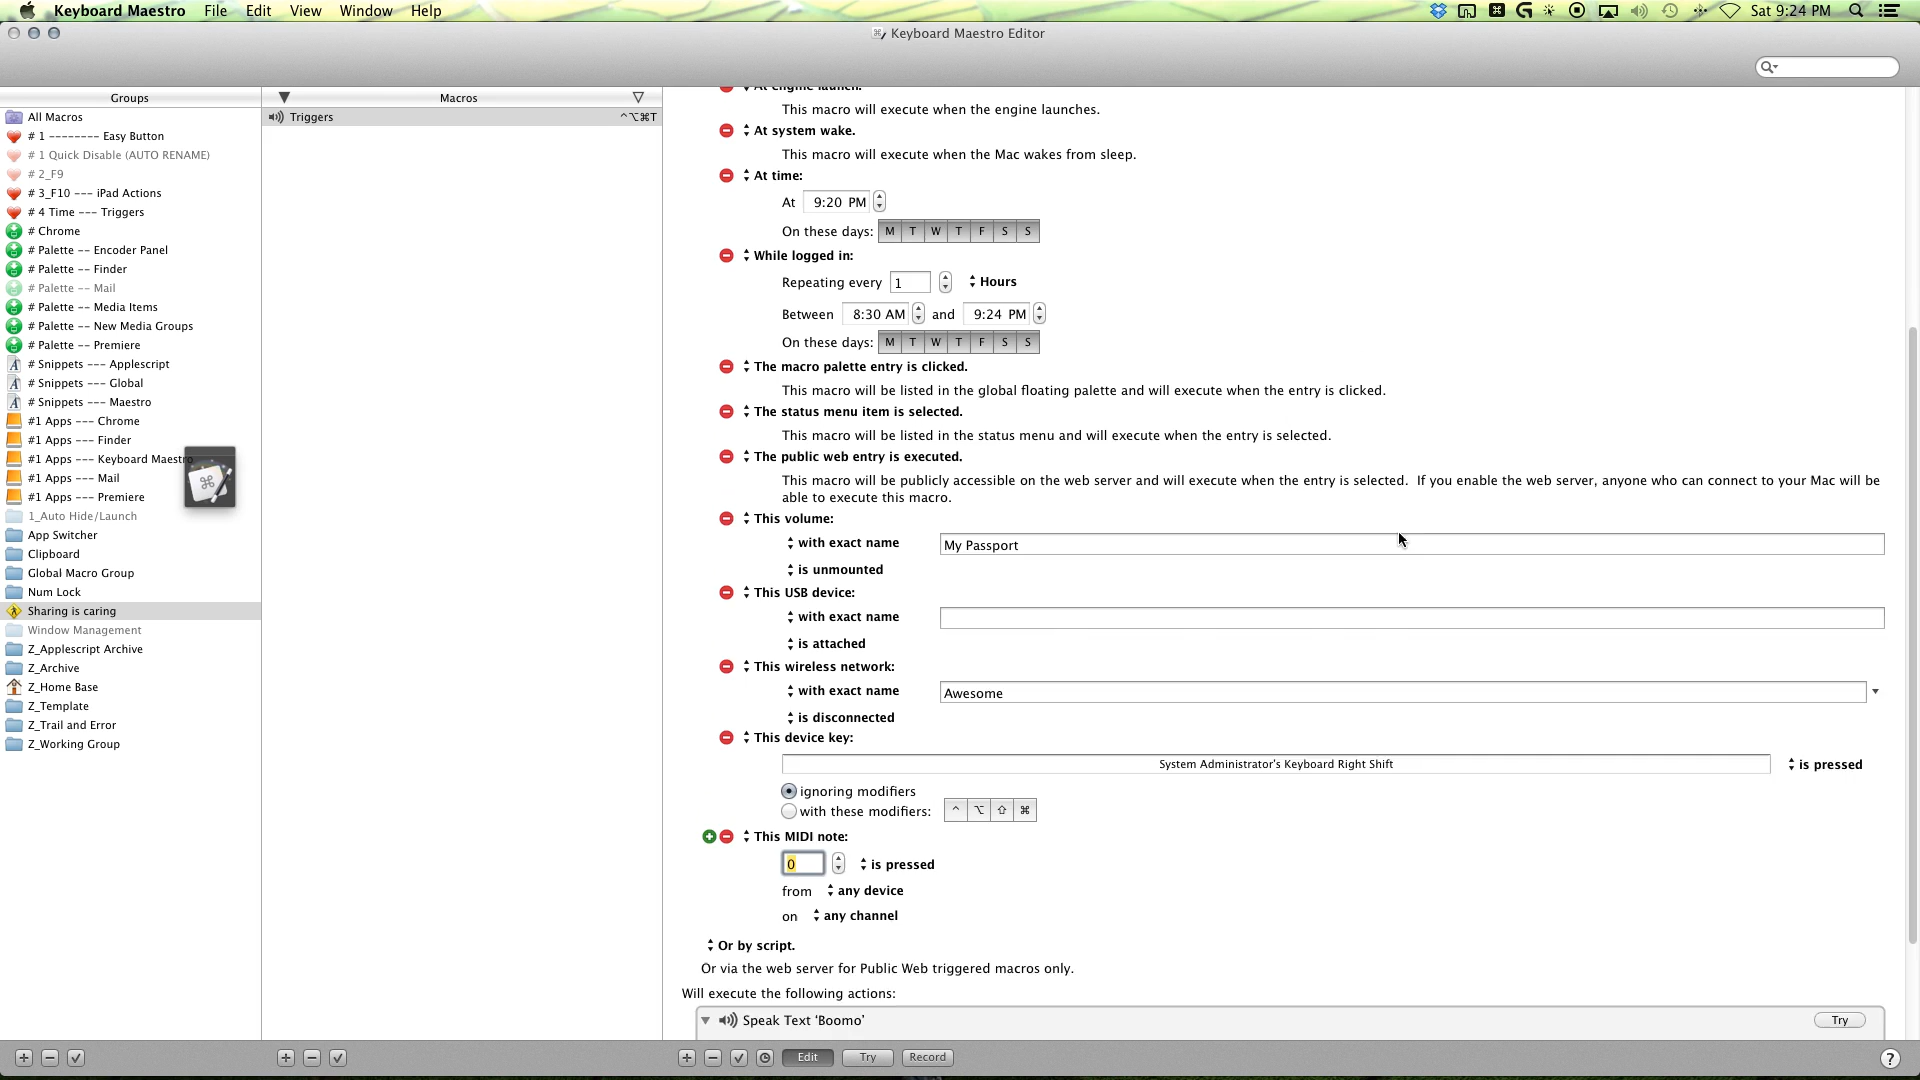 Keyboard Maestro File Edit View Window Help Sat 9:24 PM
Keyboard Maestro Editor
Groups
All Macros
# 1 -------- Easy Button
# 1 Quick Disable (AUTO RENAME)
# 2_F9
# 3_F10 --- iPad Actions
# 4 Time --- Triggers
# Chrome
# Palette -- Encoder Panel
# Palette -- Finder
# Palette -- Mail
# Palette -- Media Items
# Palette -- New Media Groups
# Palette -- Premiere
# Snippets --- Applescript
# Snippets --- Global
# Snippets --- Maestro
#1 Apps --- Chrome
#1 Apps --- Finder
#1 Apps --- Keyboard Maestro
#1 Apps --- Mail
#1 Apps --- Premiere
1_Auto Hide/Launch
App Switcher
Clipboard
Global Macro Group
Num Lock
Sharing is caring
Window Management
Z_Applescript Archive
Z_Archive
Z_Home Base
Z_Template
Z_Trail and Error
Z_Working Group
Macros
Triggers ^⌥⌘T
At engine launch.
This macro will execute when the engine launches.
At system wake.
This macro will execute when the Mac wakes from sleep.
At time:
At 9:20 PM
On these days: M T W T F S S
While logged in:
Repeating every 1 Hours
Between 8:30 AM and 9:24 PM
On these days: M T W T F S S
The macro palette entry is clicked.
This macro will be listed in the global floating palette and will execute when the entry is clicked.
The status menu item is selected.
This macro will be listed in the status menu and will execute when the entry is selected.
The public web entry is executed.
This macro will be publicly accessible on the web server and will execute when the entry is selected. If you enable the web server, anyone who can connect to your Mac will be
able to execute this macro.
This volume:
with exact name My Passport
is unmounted
This USB device:
with exact name
is attached
This wireless network:
with exact name Awesome
is disconnected
This device key:
System Administrator's Keyboard Right Shift is pressed
ignoring modifiers
with these modifiers: ^ ⌥ ⇧ ⌘
This MIDI note:
0 is pressed
from any device
on any channel
Or by script.
Or via the web server for Public Web triggered macros only.
Will execute the following actions:
Speak Text ‘Boomo’ Try
Edit Try Record ?